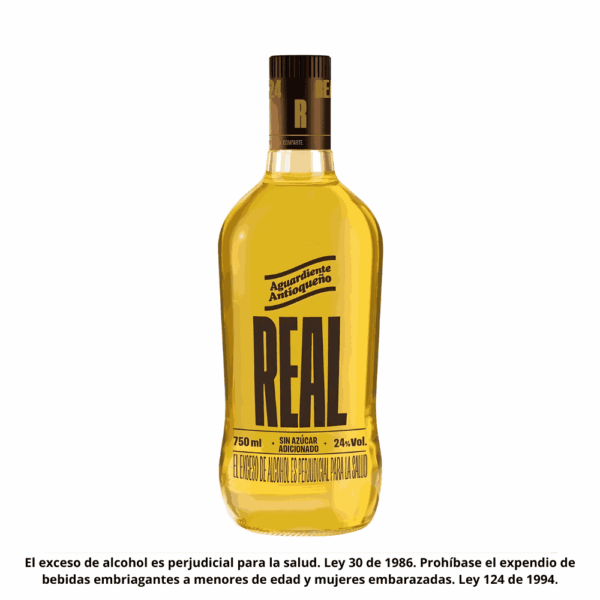 R
COMPARTE
Aguardiente
Antioqueño
REAL
750 ml • SIN AZÚCAR ADICIONADO • 24% Vol.
EL EXCESO DE ALCOHOL ES PERJUDICIAL PARA LA SALUD
El exceso de alcohol es perjudicial para la salud. Ley 30 de 1986. Prohíbase el expendio de
bebidas embriagantes a menores de edad y mujeres embarazadas. Ley 124 de 1994.